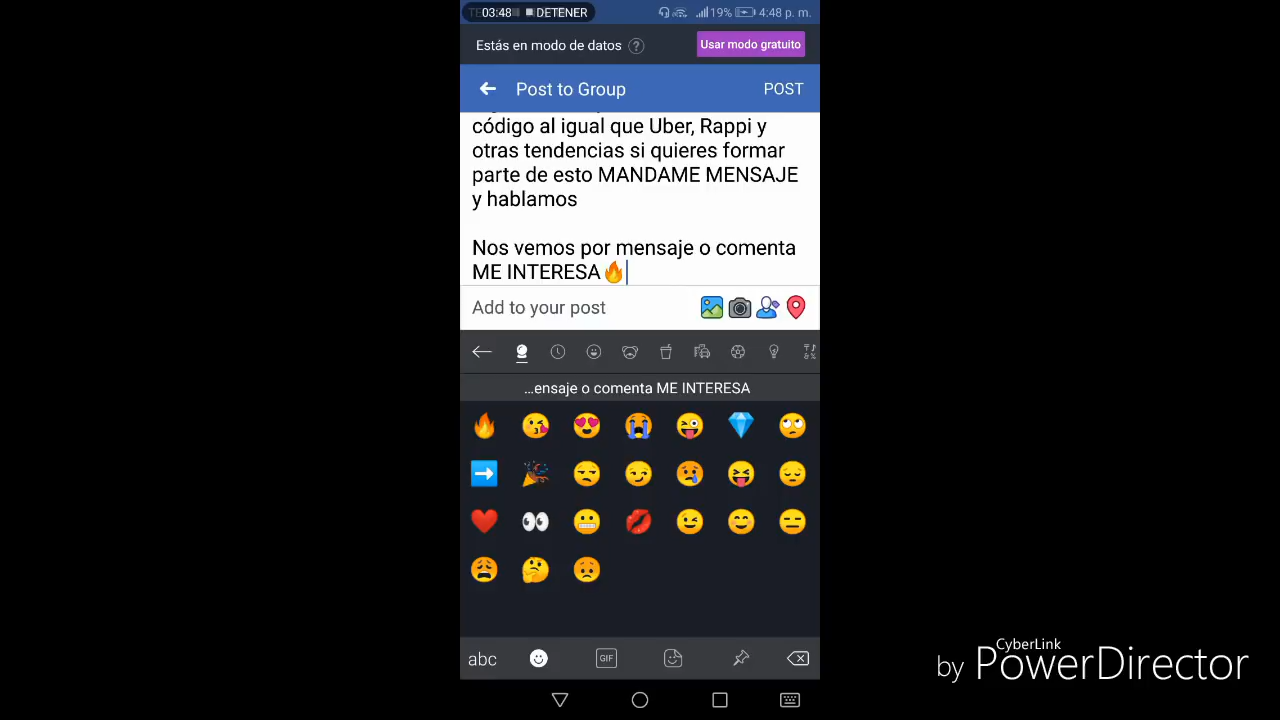 03:48 DETENER 19% 4:48 p. m.
Estás en modo de datos ? Usar modo gratuito
Post to Group POST
código al igual que Uber, Rappi y
otras tendencias si quieres formar
parte de esto MANDAME MENSAJE
y hablamos
Nos vemos por mensaje o comenta
ME INTERESA🔥
Add to your post
...ensaje o comenta ME INTERESA
abc GIF
CyberLink
by PowerDirector